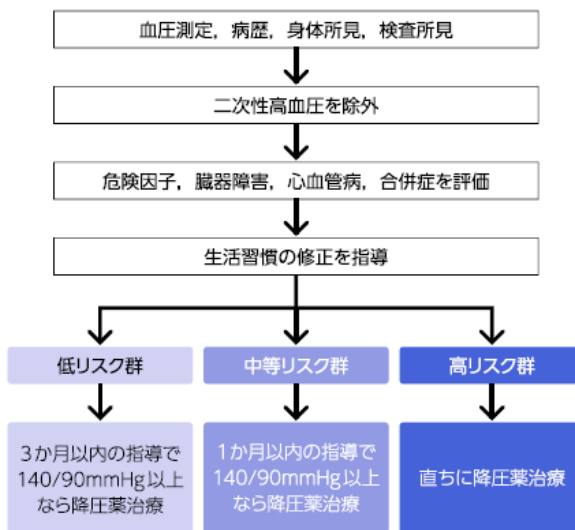 血圧測定，病歴，身体所見，検査所見
二次性高血圧を除外
危険因子，臓器障害，心血管病，合併症を評価
生活習慣の修正を指導
低リスク群
中等リスク群
高リスク群
3か月以内の指導で
140/90mmHg以上
なら降圧薬治療
1か月以内の指導で
140/90mmHg以上
なら降圧薬治療
直ちに降圧薬治療